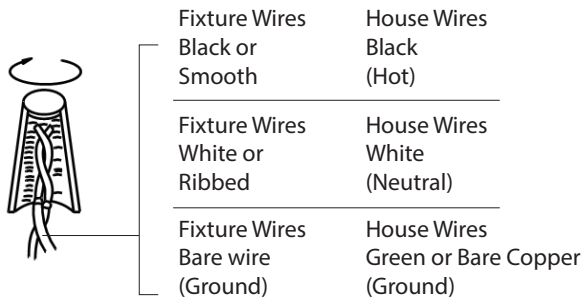 Fixture Wires House Wires
Black or Black
Smooth (Hot)
Fixture Wires House Wires
White or White
Ribbed (Neutral)
Fixture Wires House Wires
Bare wire Green or Bare Copper
(Ground) (Ground)